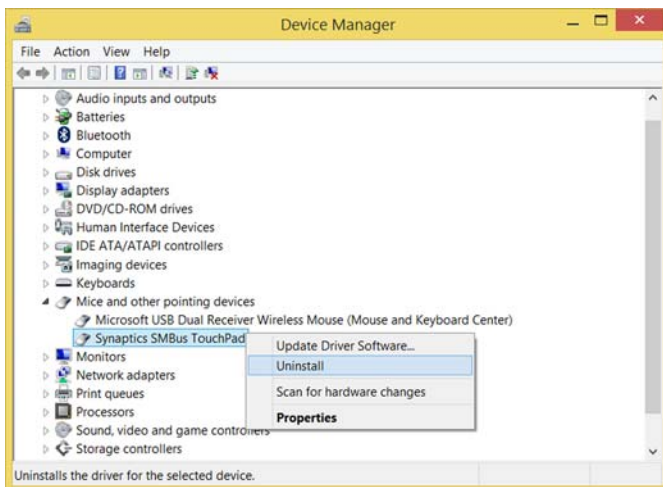 Device Manager
File Action View Help
Audio inputs and outputs
Batteries
Bluetooth
Computer
Disk drives
Display adapters
DVD/CD-ROM drives
Human Interface Devices
IDE ATA/ATAPI controllers
Imaging devices
Keyboards
Mice and other pointing devices
Microsoft USB Dual Receiver Wireless Mouse (Mouse and Keyboard Center)
Synaptics SMBus TouchPad
Update Driver Software...
Uninstall
Scan for hardware changes
Properties
Monitors
Network adapters
Print queues
Processors
Sound, video and game controllers
Storage controllers
Uninstalls the driver for the selected device.